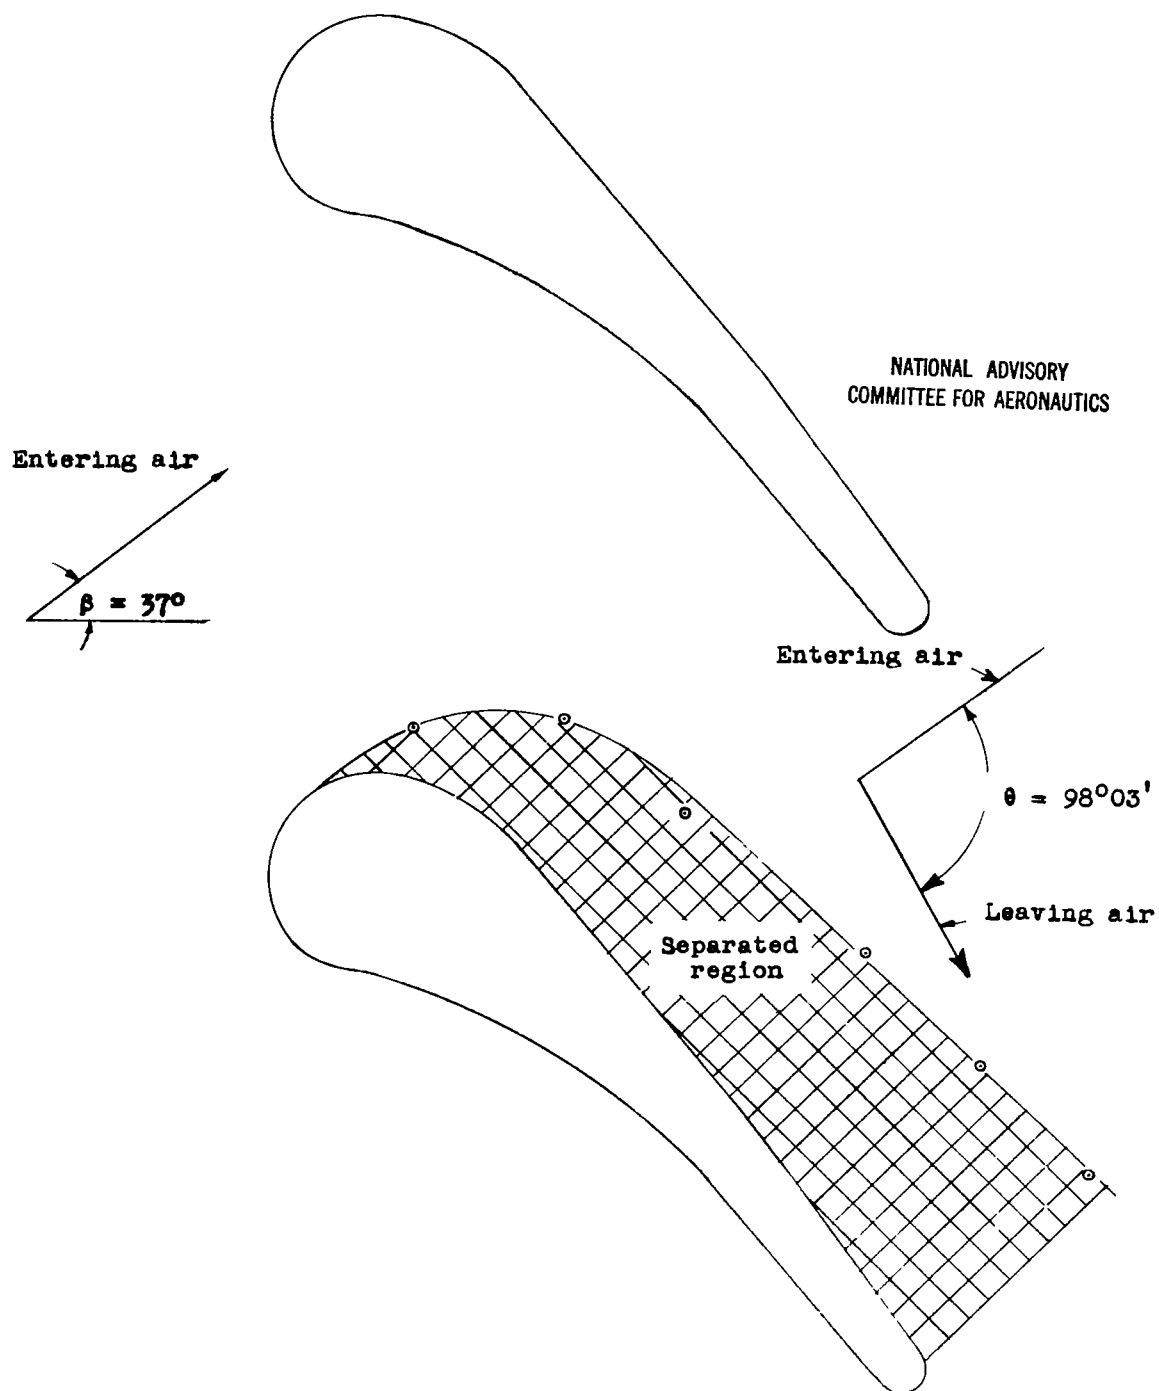 NATIONAL ADVISORY
COMMITTEE FOR AERONAUTICS
Entering air
β = 37°
Entering air
θ = 98°03'
Leaving air
Separated
region